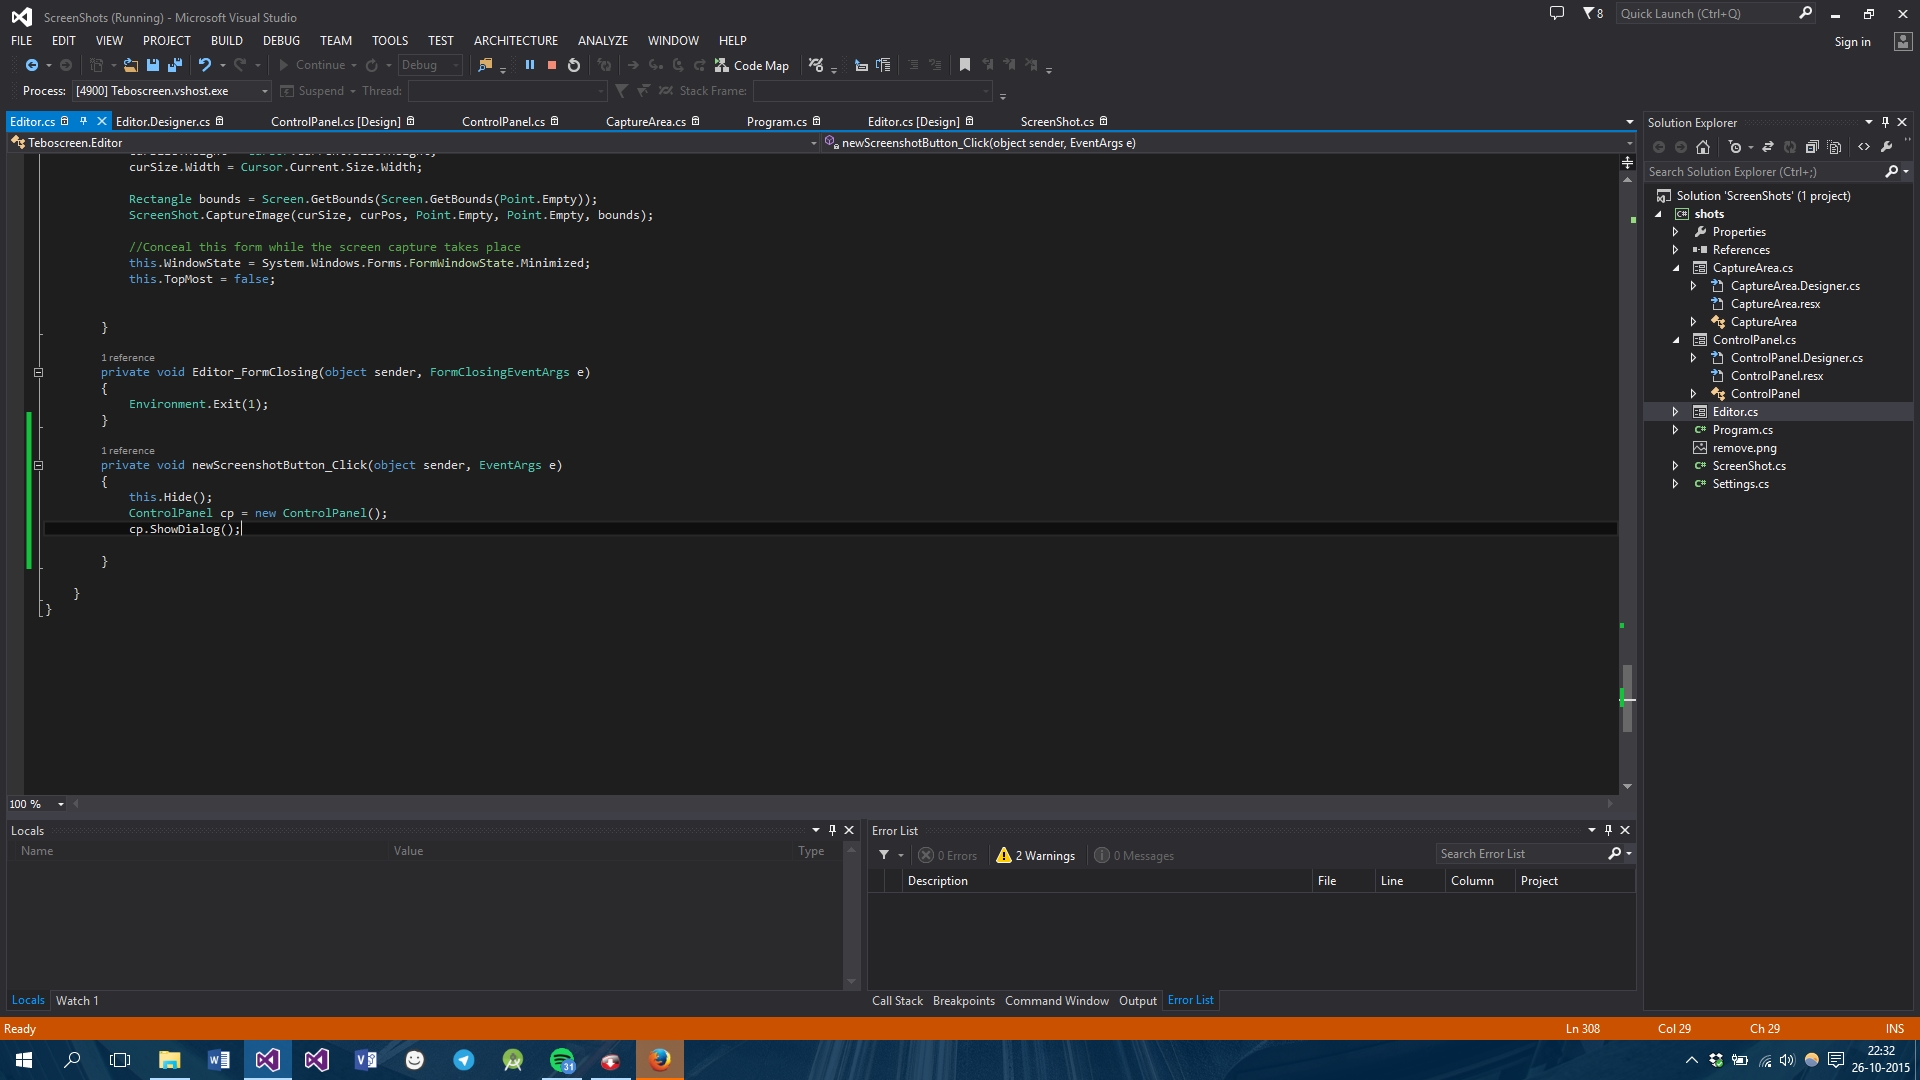 ScreenShots (Running) - Microsoft Visual Studio
8
Quick Launch (Ctrl+Q)
FILE EDIT VIEW PROJECT BUILD DEBUG TEAM TOOLS TEST ARCHITECTURE ANALYZE WINDOW HELP
Sign in
Continue Debug Code Map
Process: [4900] Teboscreen.vshost.exe Suspend Thread: Stack Frame:
Editor.cs Editor.Designer.cs ControlPanel.cs [Design] ControlPanel.cs CaptureArea.cs Program.cs Editor.cs [Design] ScreenShot.cs
Teboscreen.Editor newScreenshotButton_Click(object sender, EventArgs e)
curSize.Width = Cursor.Current.Size.Width;
Rectangle bounds = Screen.GetBounds(Screen.GetBounds(Point.Empty));
ScreenShot.CaptureImage(curSize, curPos, Point.Empty, Point.Empty, bounds);
//Conceal this form while the screen capture takes place
this.WindowState = System.Windows.Forms.FormWindowState.Minimized;
this.TopMost = false;
}
1 reference
private void Editor_FormClosing(object sender, FormClosingEventArgs e)
{
Environment.Exit(1);
}
1 reference
private void newScreenshotButton_Click(object sender, EventArgs e)
{
this.Hide();
ControlPanel cp = new ControlPanel();
cp.ShowDialog();
}
}
}
100 %
Solution Explorer
Search Solution Explorer (Ctrl+;)
Solution 'ScreenShots' (1 project)
C# shots
Properties
References
CaptureArea.cs
CaptureArea.Designer.cs
CaptureArea.resx
CaptureArea
ControlPanel.cs
ControlPanel.Designer.cs
ControlPanel.resx
ControlPanel
Editor.cs
C# Program.cs
remove.png
C# ScreenShot.cs
C# Settings.cs
Locals
Name Value Type
Locals Watch 1
Error List
0 Errors 2 Warnings 0 Messages
Search Error List
Description File Line Column Project
Call Stack Breakpoints Command Window Output Error List
Ready Ln 308 Col 29 Ch 29 INS
31
22:32
26-10-2015